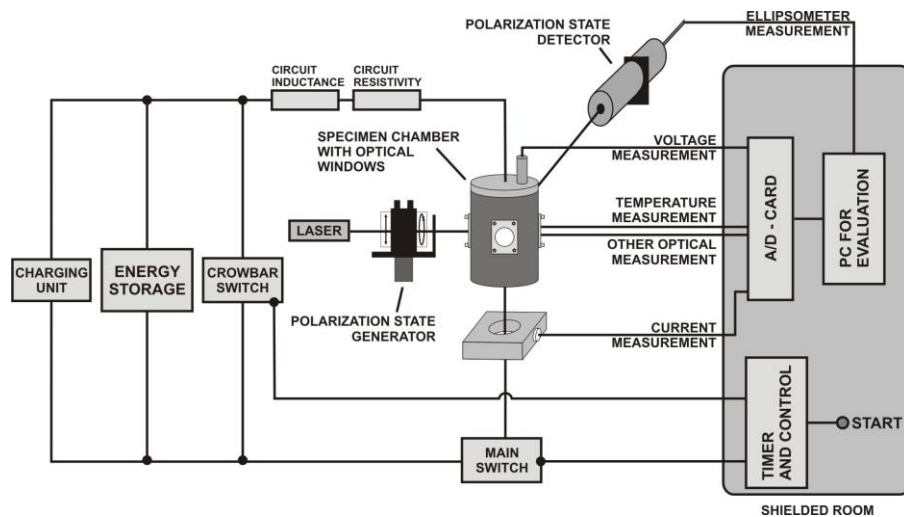 POLARIZATION STATE
DETECTOR
ELLIPSOMETER
MEASUREMENT
CIRCUIT
INDUCTANCE
CIRCUIT
RESISTIVITY
SPECIMEN CHAMBER
WITH OPTICAL
WINDOWS
VOLTAGE
MEASUREMENT
TEMPERATURE
MEASUREMENT
OTHER OPTICAL
MEASUREMENT
A/D - CARD
PC FOR
EVALUATION
LASER
CHARGING
UNIT
ENERGY
STORAGE
CROWBAR
SWITCH
POLARIZATION STATE
GENERATOR
CURRENT
MEASUREMENT
TIMER
AND CONTROL
START
MAIN
SWITCH
SHIELDED ROOM